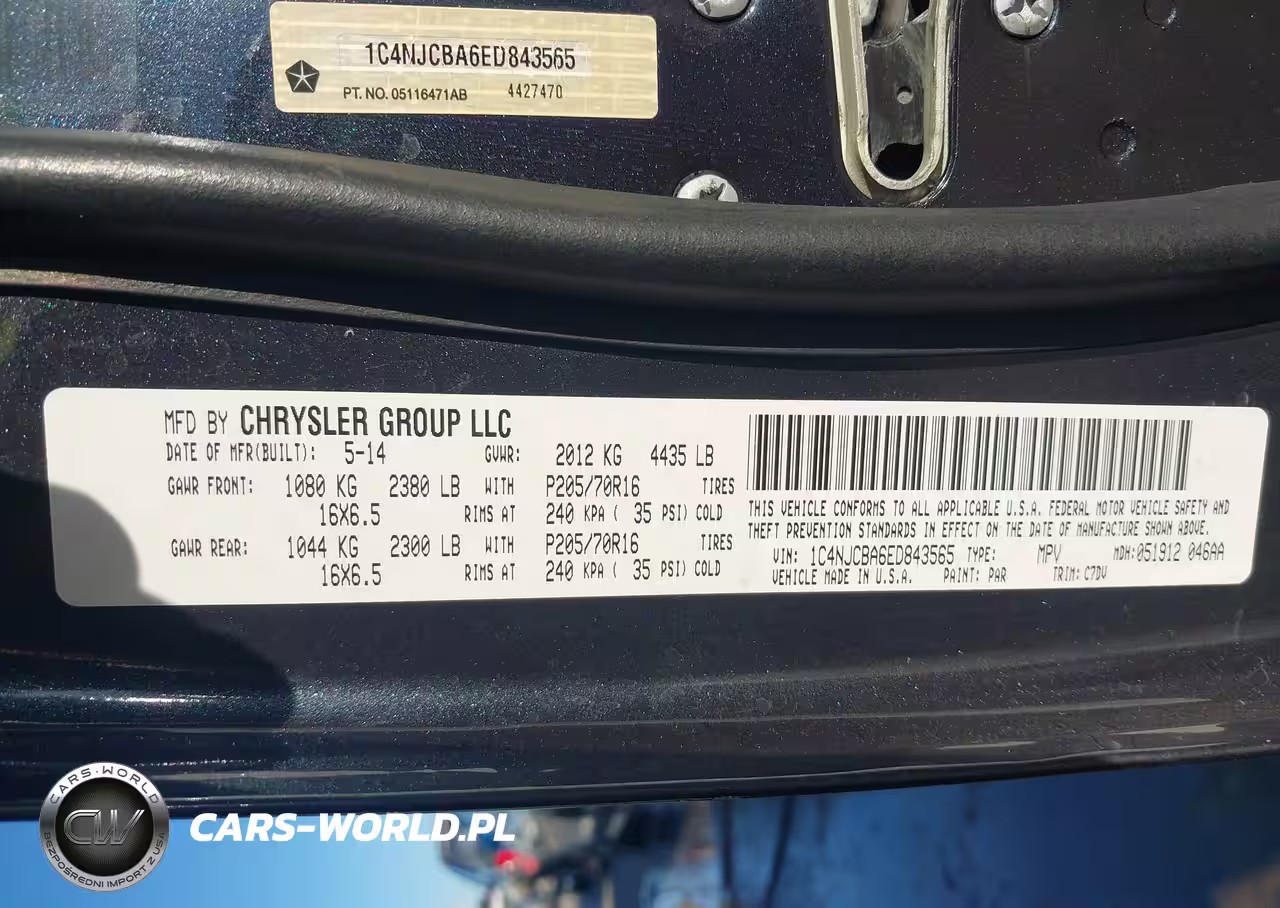 1C4NJCBA6ED843565
PT. NO. 05116471AB 4427470
MFD BY CHRYSLER GROUP LLC
DATE OF MFR(BUILT): 5-14 GVWR: 2012 KG 4435 LB
GAWR FRONT: 1080 KG 2380 LB WITH P205/70R16 TIRES
16X6.5 RIMS AT 240 KPA ( 35 PSI) COLD
GAWR REAR: 1044 KG 2300 LB WITH P205/70R16 TIRES
16X6.5 RIMS AT 240 KPA ( 35 PSI) COLD
THIS VEHICLE CONFORMS TO ALL APPLICABLE U.S.A. FEDERAL MOTOR VEHICLE SAFETY AND
THEFT PREVENTION STANDARDS IN EFFECT ON THE DATE OF MANUFACTURE SHOWN ABOVE.
VIN: 1C4NJCBA6ED843565 TYPE: MPV MDH: 051912 046AA
VEHICLE MADE IN U.S.A. PAINT: PAR TRIM: C7DV
CARS-WORLD
CW
BEZPOŚREDNI IMPORT Z USA
CARS-WORLD.PL